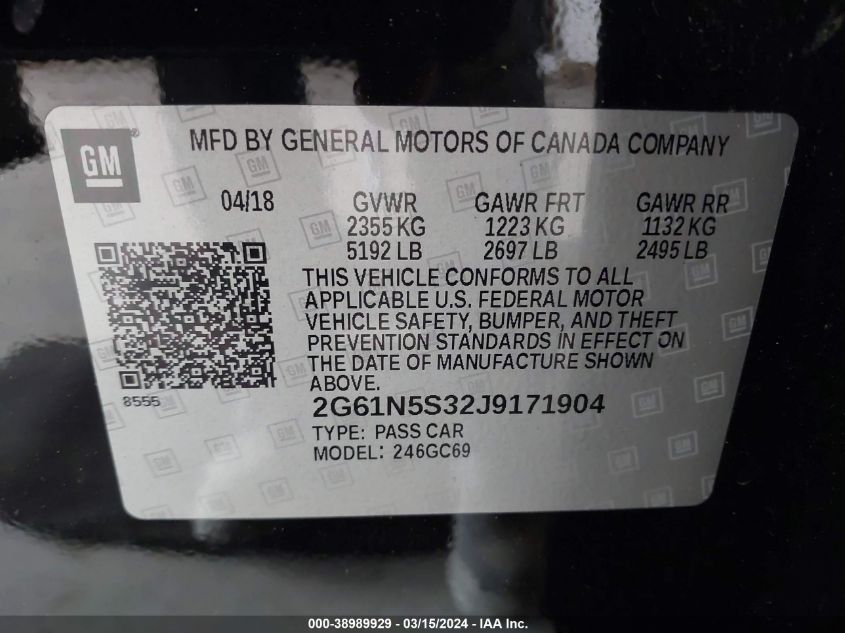 GM ®
MFD BY GENERAL MOTORS OF CANADA COMPANY
04/18 GVWR GAWR FRT GAWR RR
2355 KG 1223 KG 1132 KG
5192 LB 2697 LB 2495 LB
THIS VEHICLE CONFORMS TO ALL
APPLICABLE U.S. FEDERAL MOTOR
VEHICLE SAFETY, BUMPER, AND THEFT
PREVENTION STANDARDS IN EFFECT ON
THE DATE OF MANUFACTURE SHOWN
ABOVE.
8555
2G61N5S32J9171904
TYPE: PASS CAR
MODEL: 246GC69
000-38989929 - 03/15/2024 - IAA Inc.